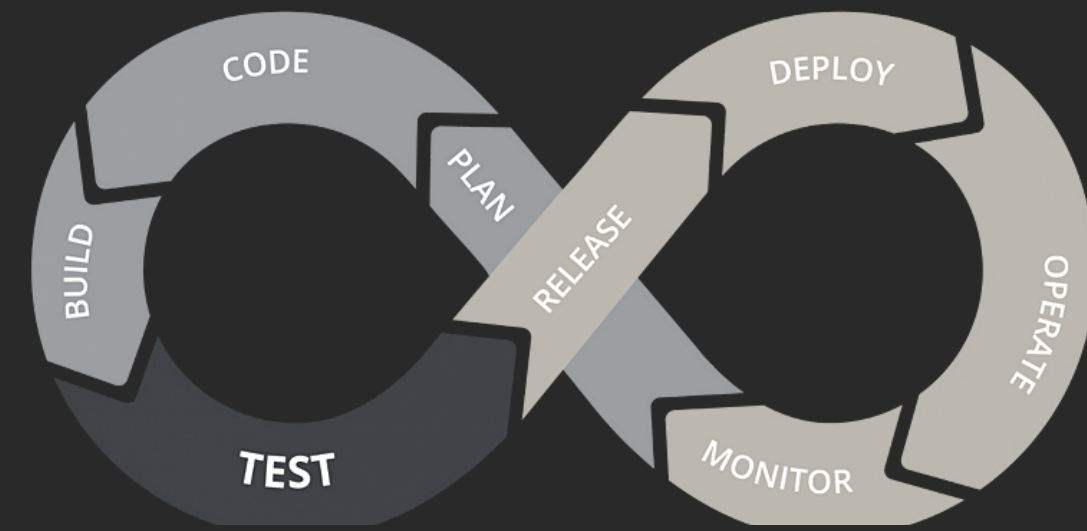 PLAN
CODE
BUILD
TEST
RELEASE
DEPLOY
OPERATE
MONITOR